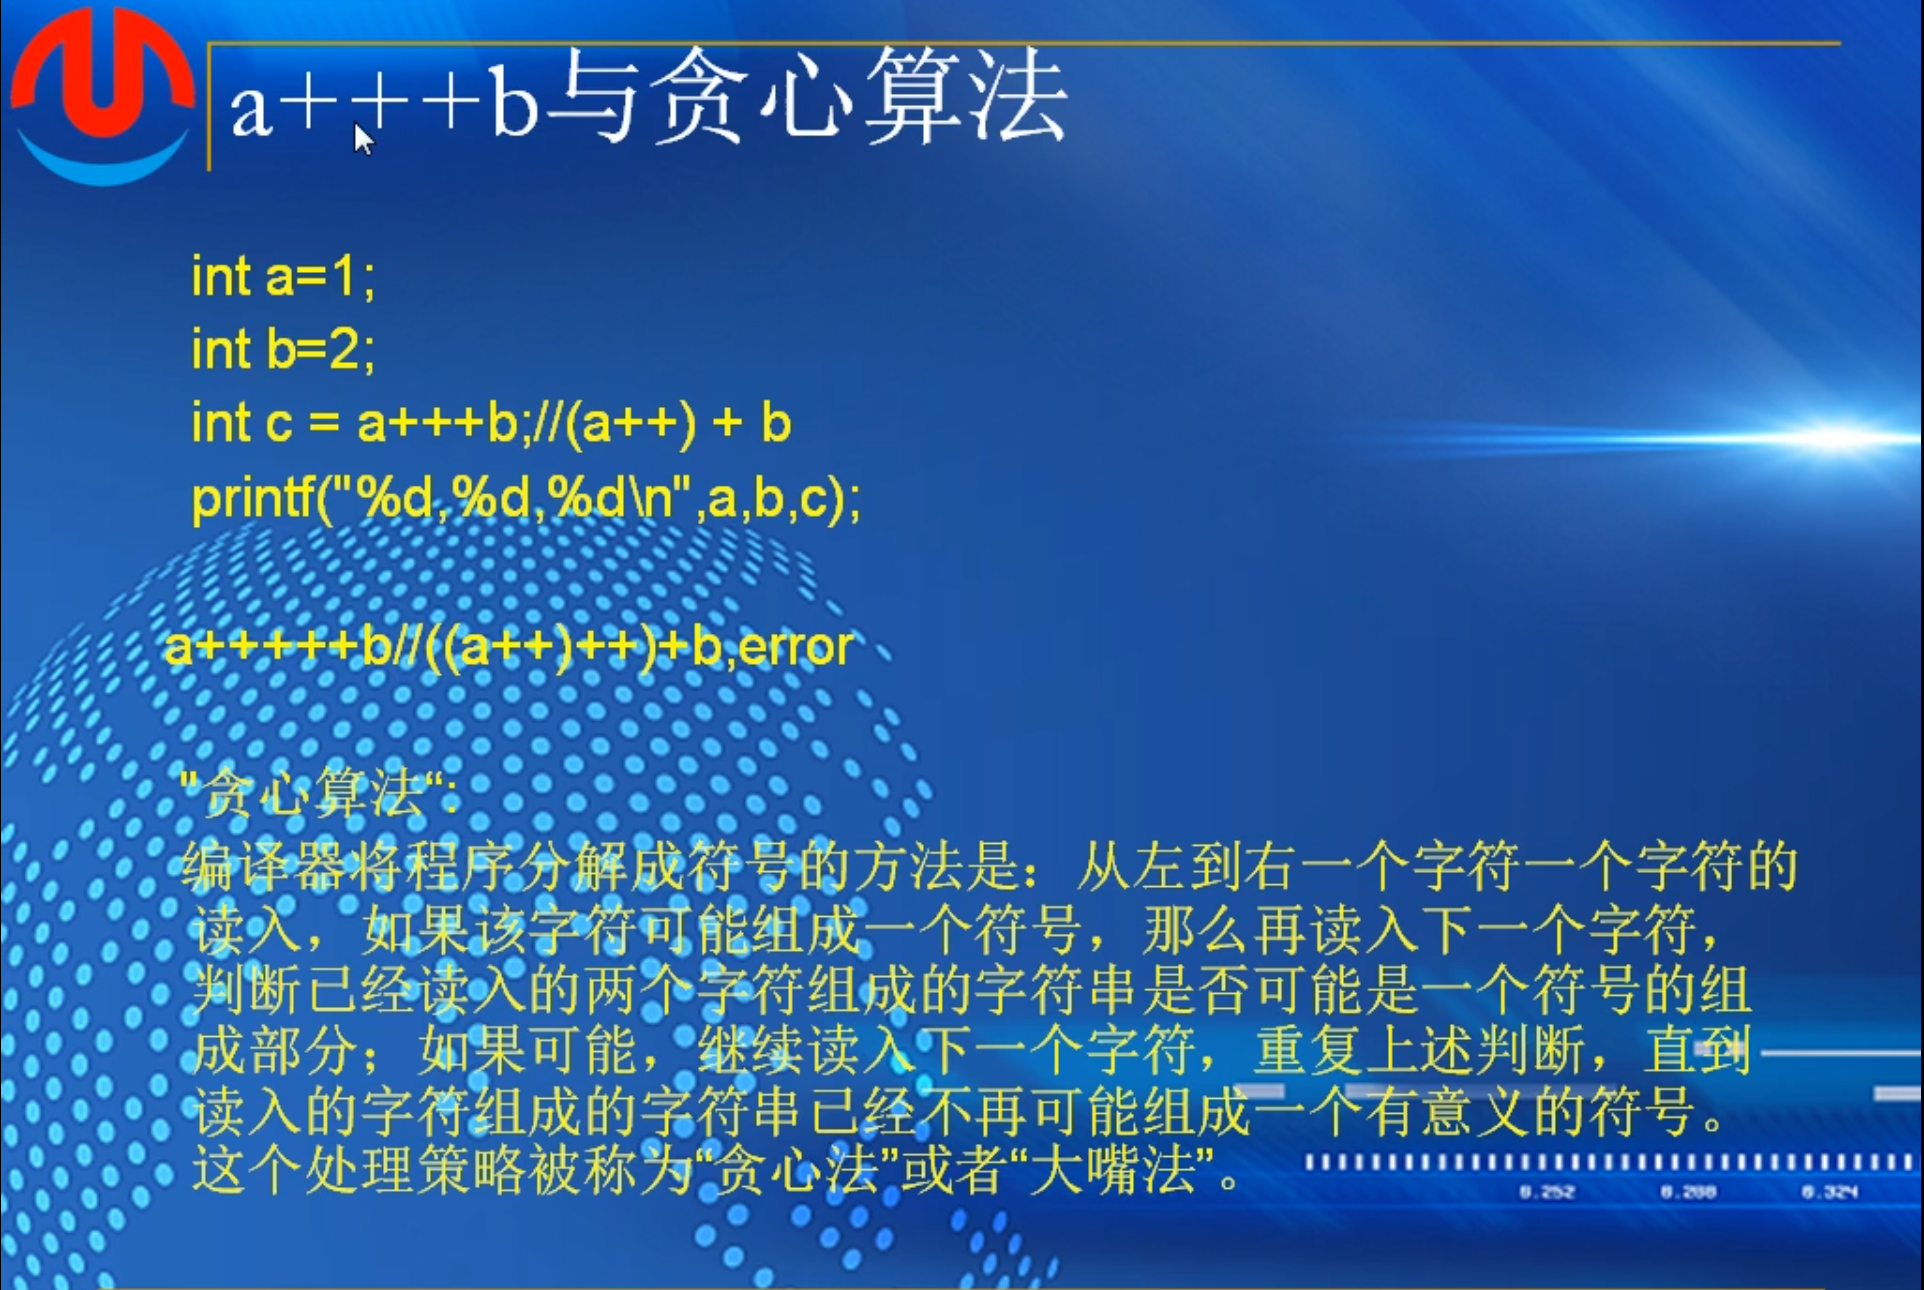 a+++b与贪心算法
int a=1;
int b=2;
int c = a+++b;//(a++) + b
printf("%d,%d,%d\n",a,b,c);
a+++++b//((a++)++)+b,error
"贪心算法“:
编译器将程序分解成符号的方法是：从左到右一个字符一个字符的
读入，如果该字符可能组成一个符号，那么再读入下一个字符，
判断已经读入的两个字符组成的字符串是否可能是一个符号的组
成部分；如果可能，继续读入下一个字符，重复上述判断，直到
读入的字符组成的字符串已经不再可能组成一个有意义的符号。
这个处理策略被称为“贪心法”或者“大嘴法”。
6.252 6.288 6.324